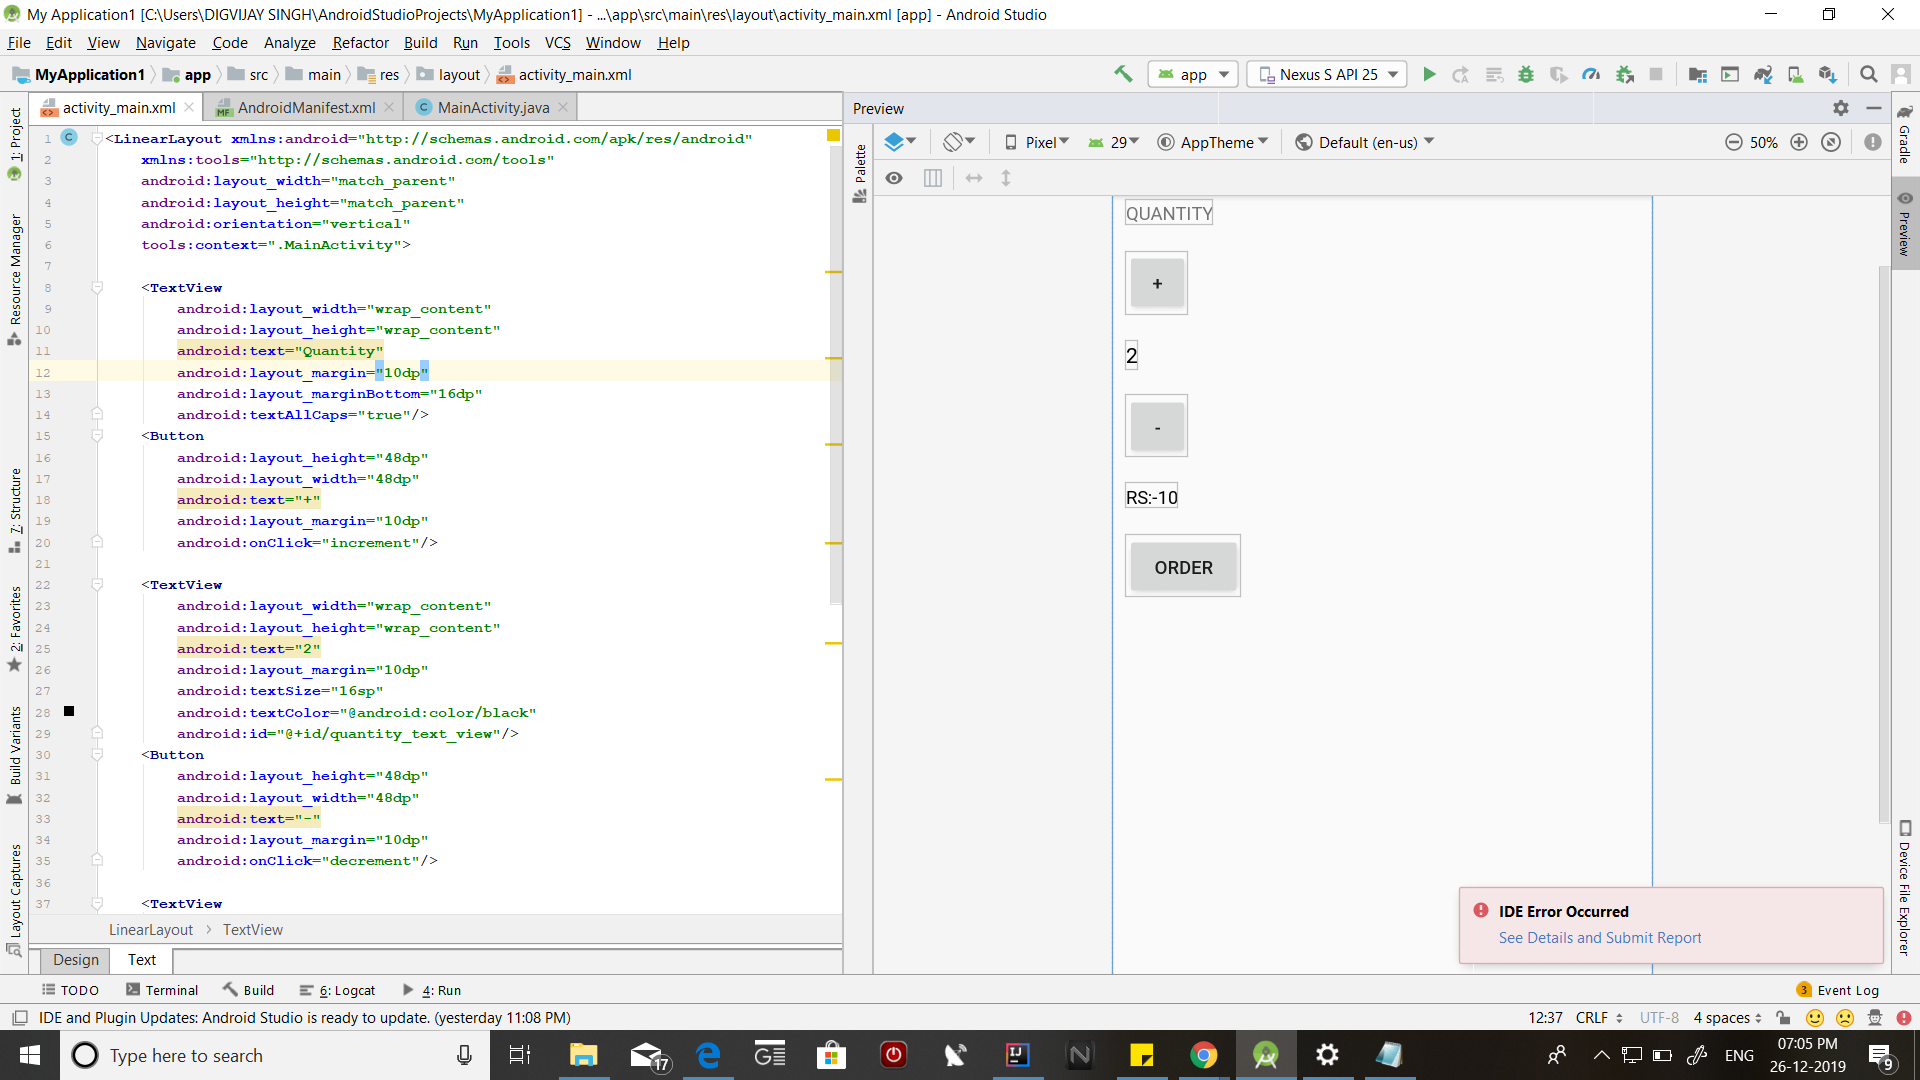 My Application1 [C:\Users\DIGVIJAY SINGH\AndroidStudioProjects\MyApplication1] - ...\app\src\main\res\layout\activity_main.xml [app] - Android Studio
File Edit View Navigate Code Analyze Refactor Build Run Tools VCS Window Help
MyApplication1 app src main res layout activity_main.xml app Nexus S API 25
activity_main.xml AndroidManifest.xml MainActivity.java
Preview
Pixel 29 AppTheme Default (en-us) 50%
1: Project
Resource Manager
7: Structure
2: Favorites
Build Variants
Layout Captures
1 <LinearLayout xmlns:android="http://schemas.android.com/apk/res/android"
2 xmlns:tools="http://schemas.android.com/tools"
3 android:layout_width="match_parent"
4 android:layout_height="match_parent"
5 android:orientation="vertical"
6 tools:context=".MainActivity">
7
8 <TextView
9 android:layout_width="wrap_content"
10 android:layout_height="wrap_content"
11 android:text="Quantity"
12 android:layout_margin="10dp"
13 android:layout_marginBottom="16dp"
14 android:textAllCaps="true"/>
15 <Button
16 android:layout_height="48dp"
17 android:layout_width="48dp"
18 android:text="+"
19 android:layout_margin="10dp"
20 android:onClick="increment"/>
21
22 <TextView
23 android:layout_width="wrap_content"
24 android:layout_height="wrap_content"
25 android:text="2"
26 android:layout_margin="10dp"
27 android:textSize="16sp"
28 android:textColor="@android:color/black"
29 android:id="@+id/quantity_text_view"/>
30 <Button
31 android:layout_height="48dp"
32 android:layout_width="48dp"
33 android:text="-"
34 android:layout_margin="10dp"
35 android:onClick="decrement"/>
36
37 <TextView
LinearLayout > TextView
Design Text
Palette
QUANTITY
+
2
-
RS:-10
ORDER
Gradle
Preview
Device File Explorer
IDE Error Occurred
See Details and Submit Report
TODO Terminal Build 6: Logcat 4: Run 3 Event Log
IDE and Plugin Updates: Android Studio is ready to update. (yesterday 11:08 PM) 12:37 CRLF UTF-8 4 spaces
Type here to search 17 ENG
07:05 PM
26-12-2019
9